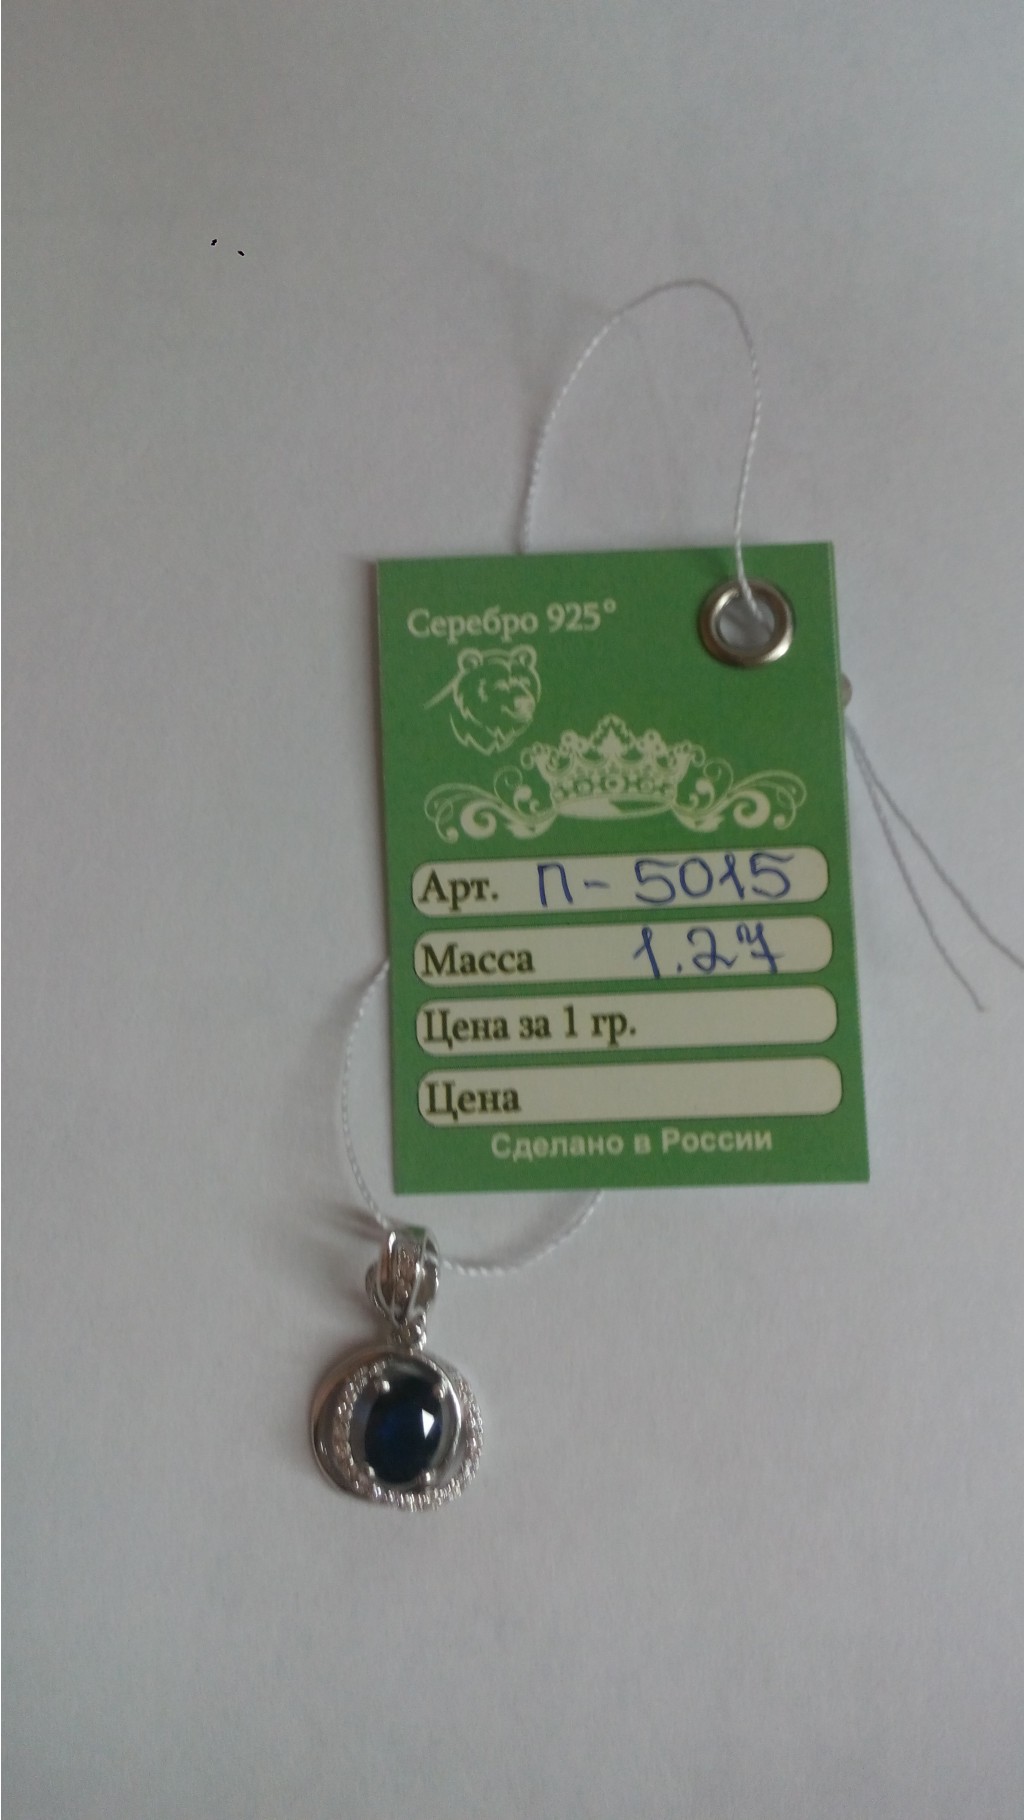 Серебро 925°
Арт. П-5015
Масса 1.27
Цена за 1 гр.
Цена
Сделано в России